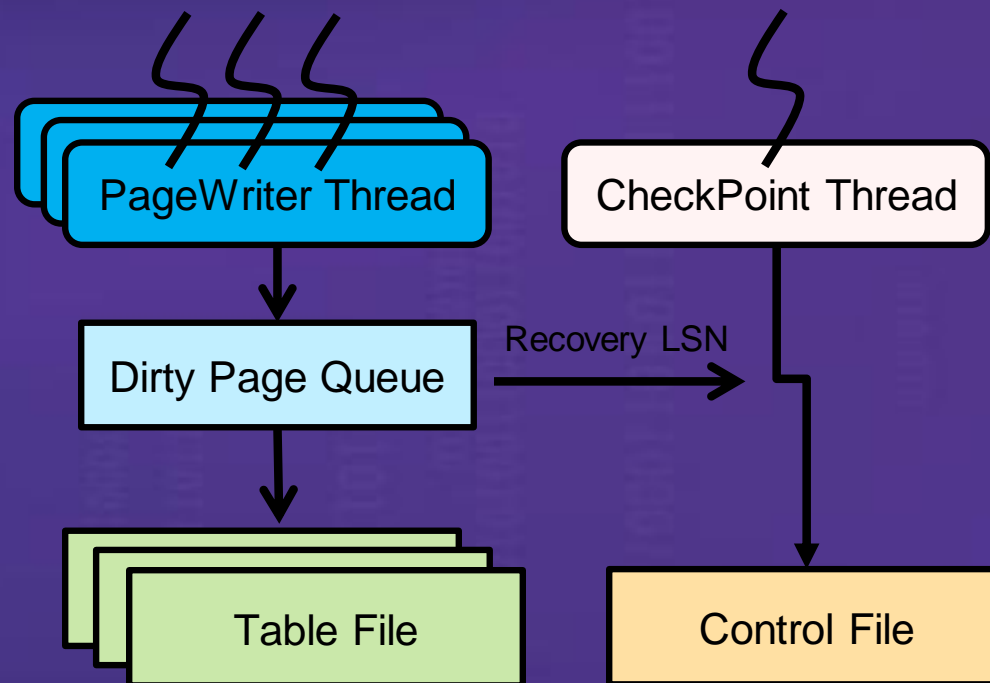 PageWriter Thread
CheckPoint Thread
Dirty Page Queue
Recovery LSN
Table File
Control File